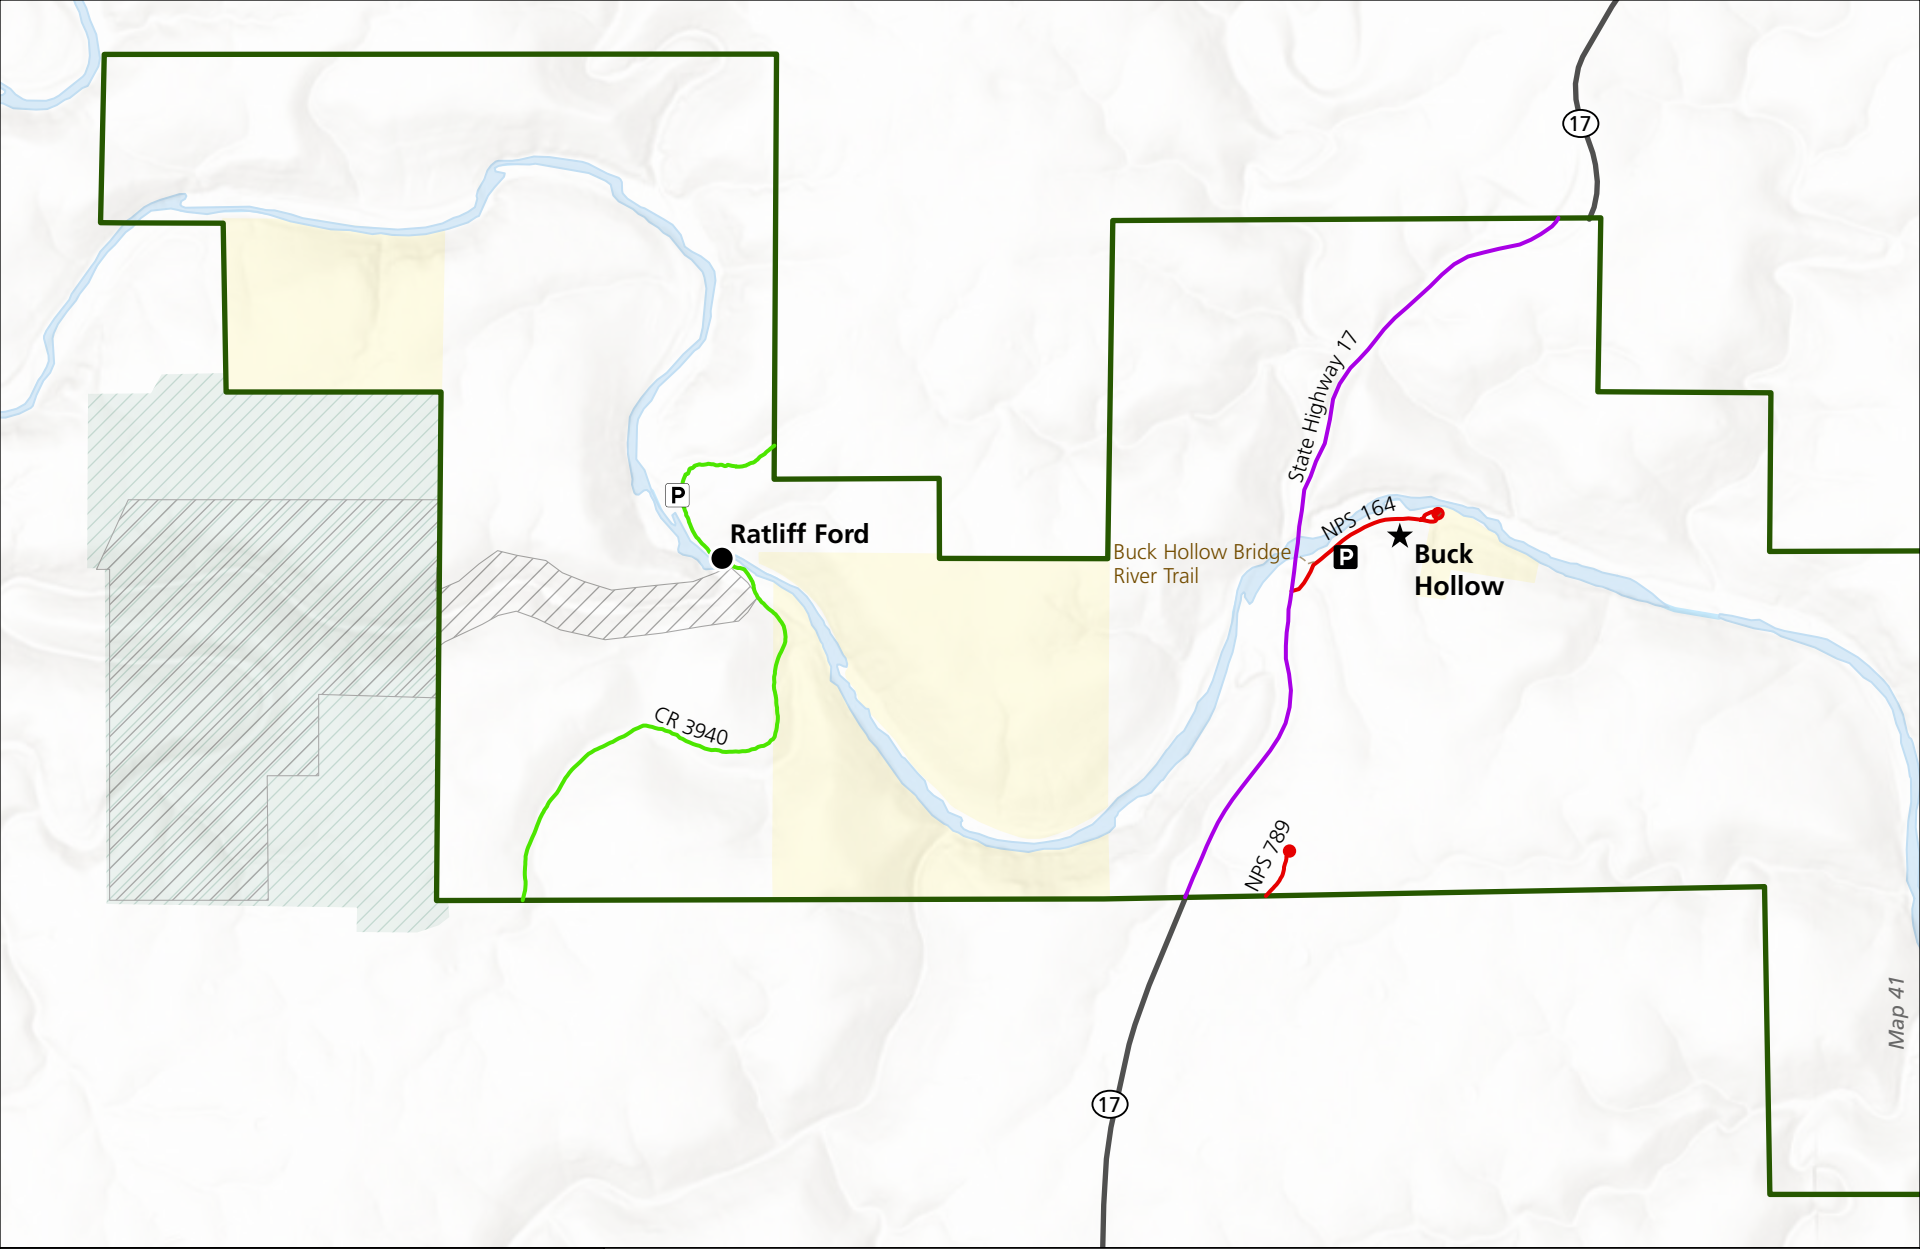 17
State Highway 17
P
NPS 164
Ratliff Ford
Buck Hollow Bridge
River Trail
P
Buck
Hollow
CR 3940
NPS 789
Map 41
17